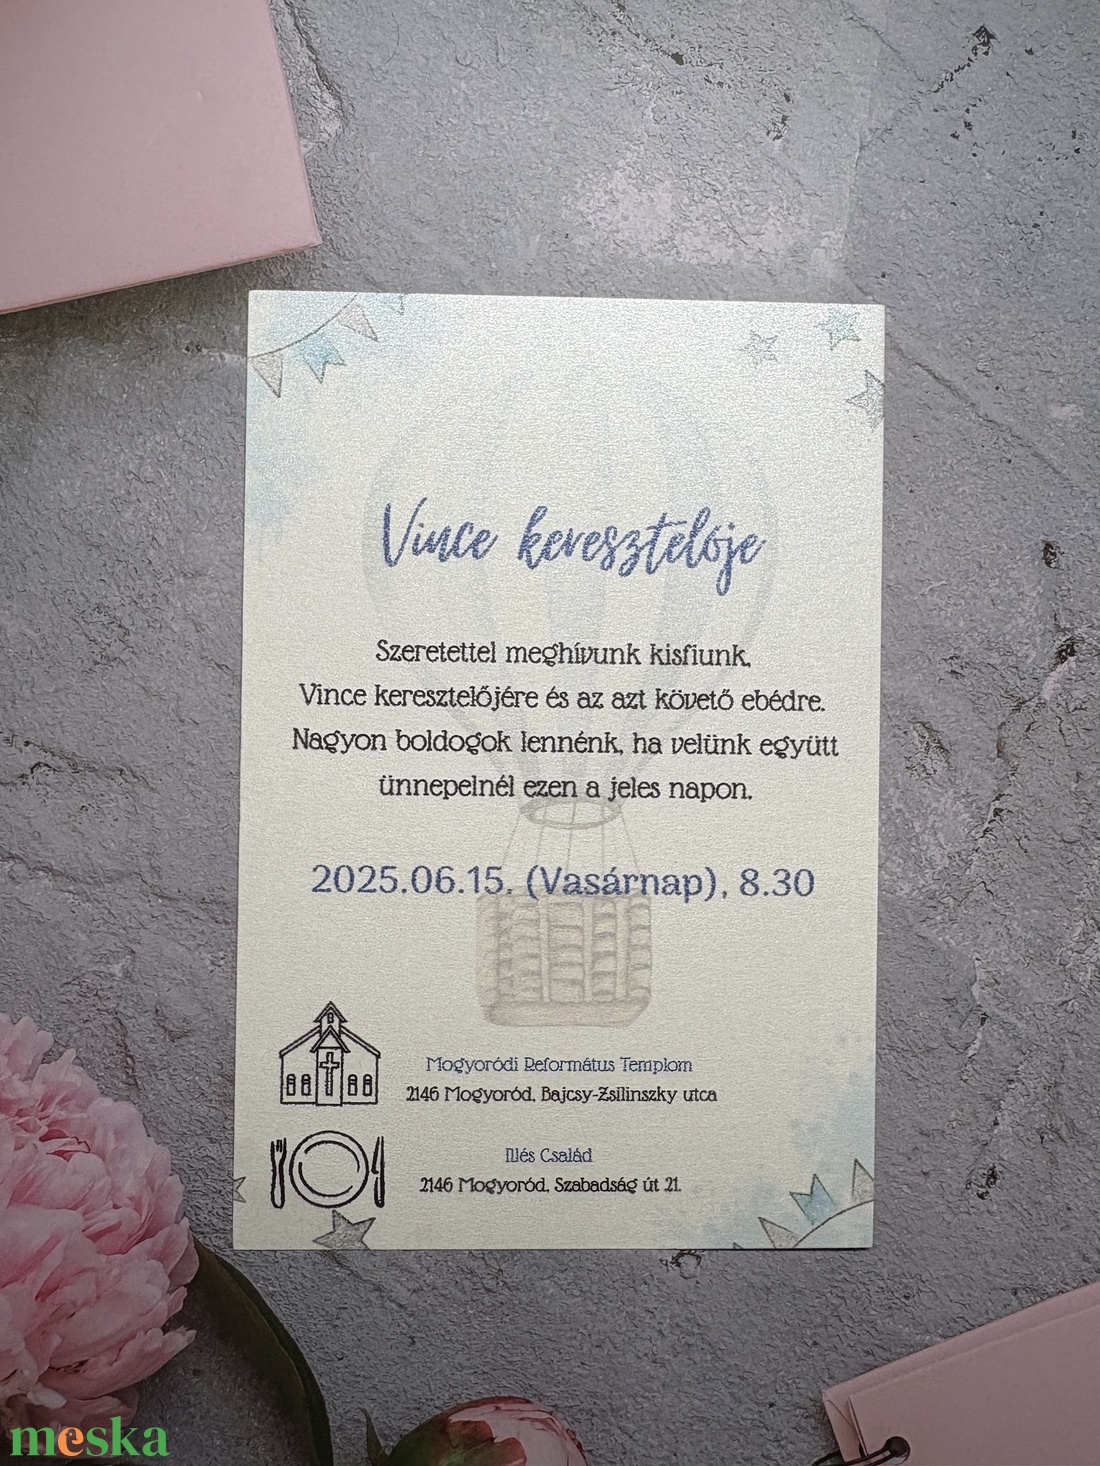 Vince keresztelője
Szeretettel meghívunk kisfiunk,
Vince keresztelőjére és az azt követő ebédre.
Nagyon boldogok lennénk, ha velünk együtt
ünnepelnél ezen a jeles napon.
2025.06.15. (Vasárnap), 8.30
Mogyoródi Református Templom
2146 Mogyoród, Bajcsy-Zsilinszky utca
Illés Család
2146 Mogyoród, Szabadság út 21.
meska